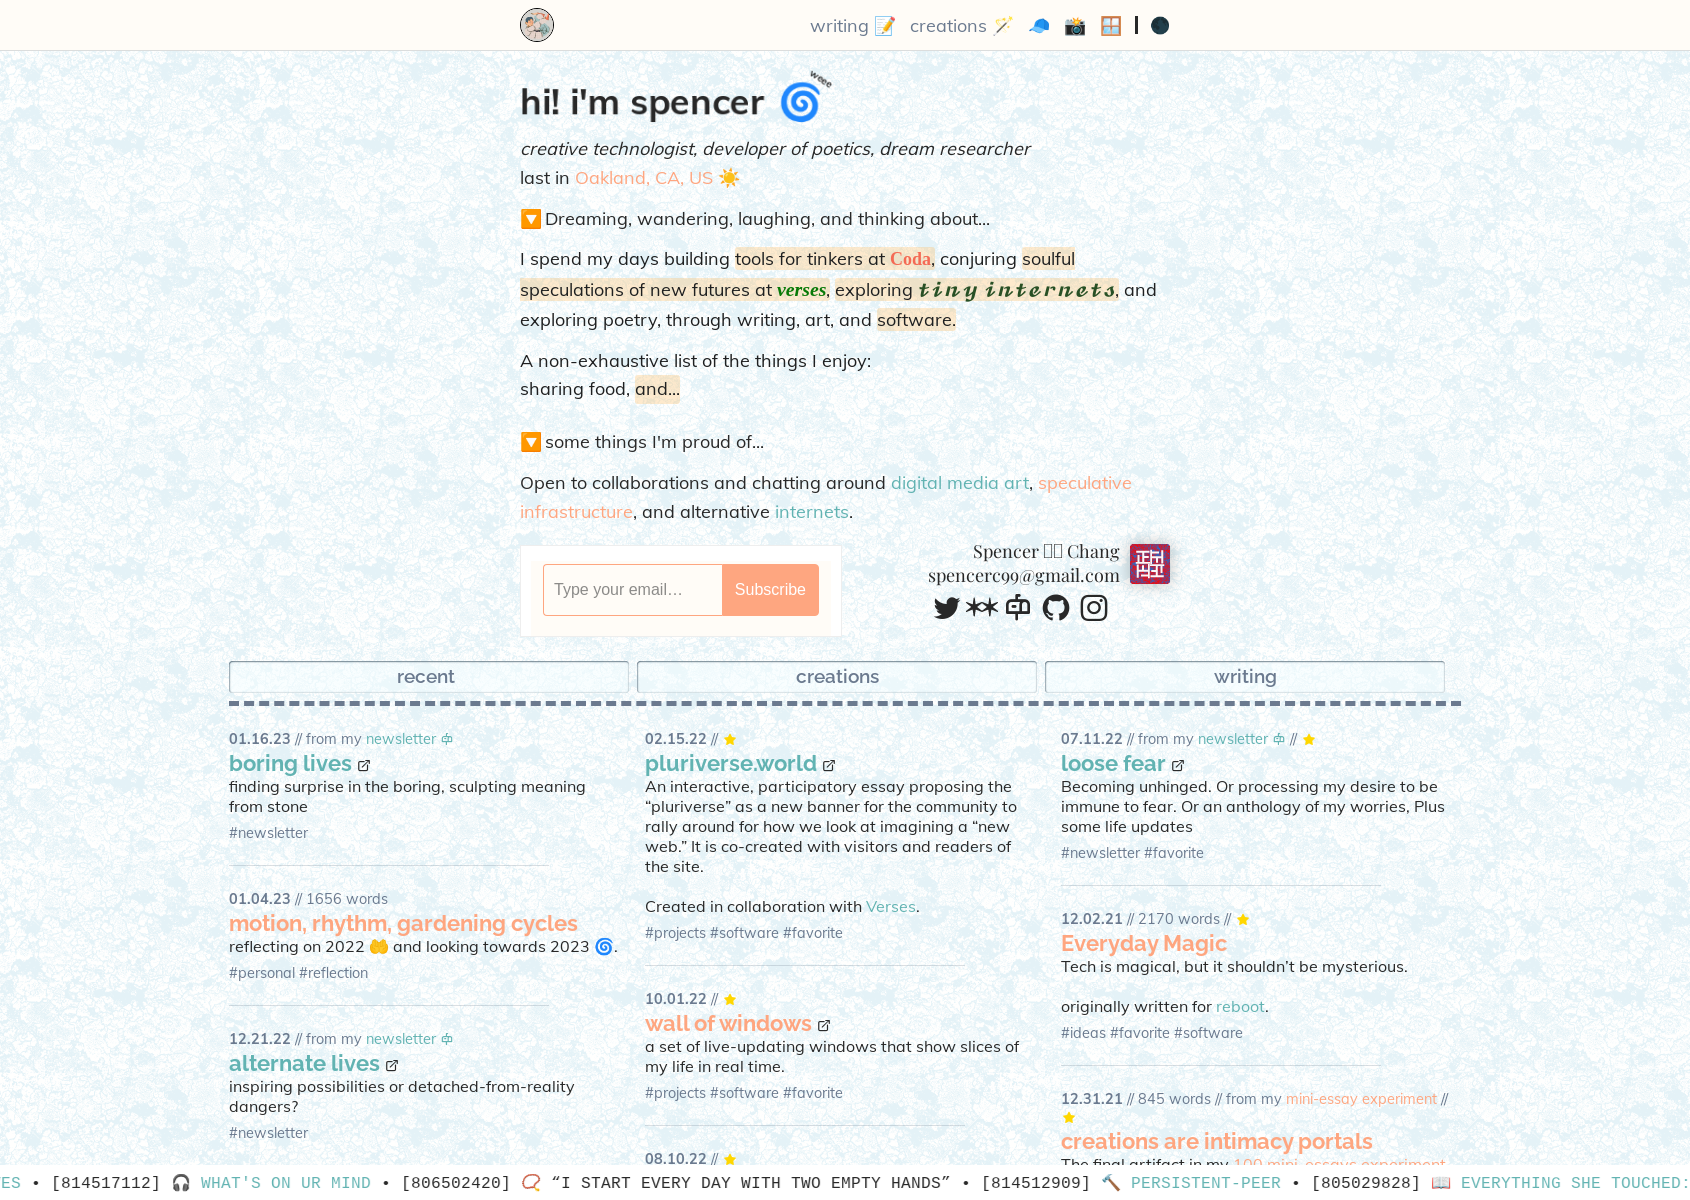 writing 📝 creations 🪄 🧢 📸 🪟 | 🌑
weee
hi! i'm spencer 🌀
creative technologist, developer of poetics, dream researcher
last in Oakland, CA, US ☀️
🔽 Dreaming, wandering, laughing, and thinking about...
I spend my days building tools for tinkers at Coda, conjuring soulful
speculations of new futures at verses, exploring tiny internets, and
exploring poetry, through writing, art, and software.
A non-exhaustive list of the things I enjoy:
sharing food, and...
🔽 some things I'm proud of...
Open to collaborations and chatting around digital media art, speculative
infrastructure, and alternative internets.
Type your email…
Subscribe
Spencer Chang
spencerc99@gmail.com
recent
creations
writing
01.16.23 // from my newsletter
boring lives
finding surprise in the boring, sculpting meaning
from stone
#newsletter
01.04.23 // 1656 words
motion, rhythm, gardening cycles
reflecting on 2022 🤲 and looking towards 2023 🌀.
#personal #reflection
12.21.22 // from my newsletter
alternate lives
inspiring possibilities or detached-from-reality
dangers?
#newsletter
02.15.22 // ⭐
pluriverse.world
An interactive, participatory essay proposing the
“pluriverse” as a new banner for the community to
rally around for how we look at imagining a “new
web.” It is co-created with visitors and readers of
the site.
Created in collaboration with Verses.
#projects #software #favorite
10.01.22 // ⭐
wall of windows
a set of live-updating windows that show slices of
my life in real time.
#projects #software #favorite
08.10.22 // ⭐
07.11.22 // from my newsletter // ⭐
loose fear
Becoming unhinged. Or processing my desire to be
immune to fear. Or an anthology of my worries, Plus
some life updates
#newsletter #favorite
12.02.21 // 2170 words // ⭐
Everyday Magic
Tech is magical, but it shouldn’t be mysterious.
originally written for reboot.
#ideas #favorite #software
12.31.21 // 845 words // from my mini-essay experiment //
⭐
creations are intimacy portals
The final artifact in my 100 mini-essays experiment
ES • [814517112] 🎧 WHAT'S ON UR MIND • [806502420] 📿 “I START EVERY DAY WITH TWO EMPTY HANDS” • [814512909] 🔨 PERSISTENT-PEER • [805029828] 📖 EVERYTHING SHE TOUCHED: